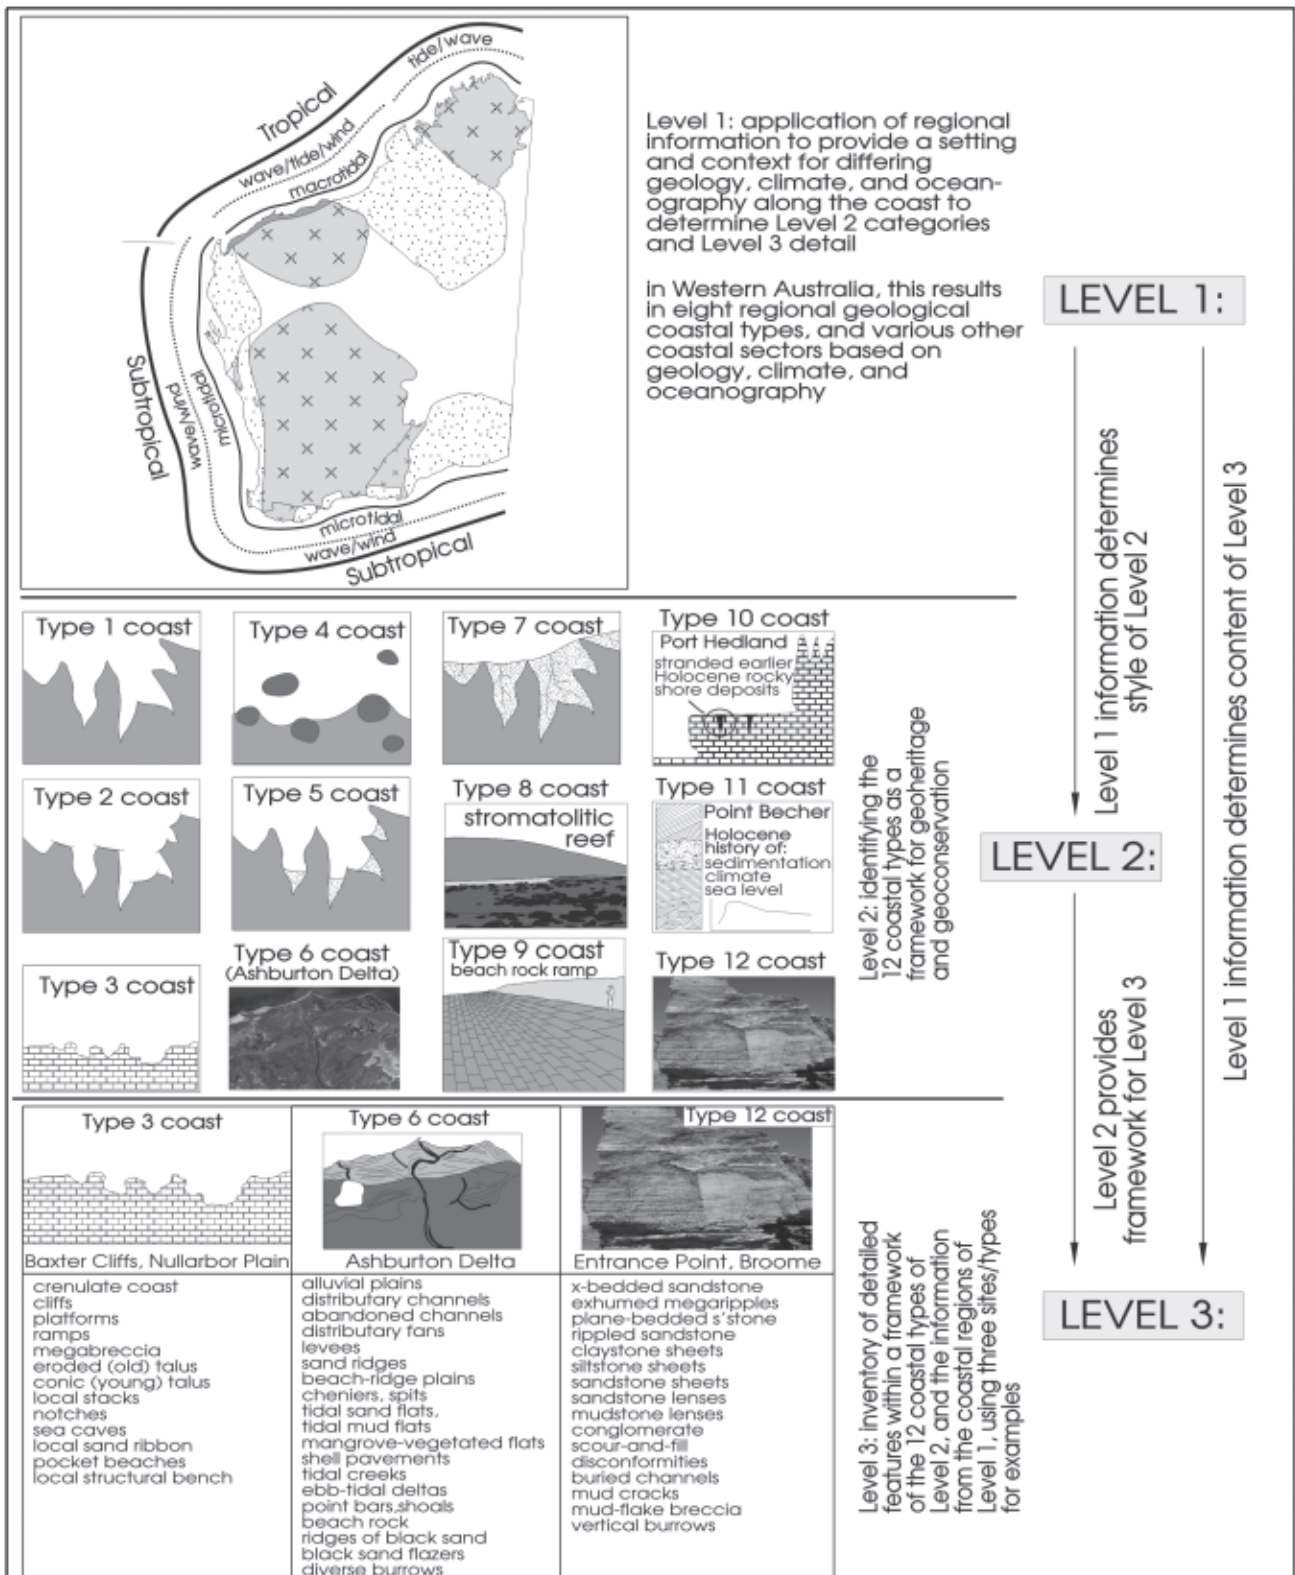 Tropical
tide/wave
wave/tide/wind
macrotidal
Subtropical
wave/wind
microtidal
microtidal
wave/wind
Subtropical
Level 1: application of regional
information to provide a setting
and context for differing
geology, climate, and ocean-
ography along the coast to
determine Level 2 categories
and Level 3 detail
in Western Australia, this results
in eight regional geological
coastal types, and various other
coastal sectors based on
geology, climate, and
oceanography
LEVEL 1:
Level 1 information determines
style of Level 2
Level 1 information determines content of Level 3
Type 1 coast
Type 4 coast
Type 7 coast
Type 10 coast
Port Hedland
stranded earlier
Holocene rocky
shore deposits
Type 2 coast
Type 5 coast
Type 8 coast
stromatolitic
reef
Type 11 coast
Point Becher
Holocene
history of:
sedimentation
climate
sea level
Type 3 coast
Type 6 coast
(Ashburton Delta)
Type 9 coast
beach rock ramp
Type 12 coast
Level 2: identifying the
12 coastal types as a
framework for geoheritage
and geoconservation
LEVEL 2:
Level 2 provides
framework for Level 3
Type 3 coast
Baxter Cliffs, Nullarbor Plain
crenulate coast
cliffs
platforms
ramps
megabreccia
eroded (old) talus
conic (young) talus
local stacks
notches
sea caves
local sand ribbon
pocket beaches
local structural bench
Type 6 coast
Ashburton Delta
alluvial plains
distributary channels
abandoned channels
distributary fans
levees
sand ridges
beach-ridge plains
cheniers, spits
tidal sand flats,
tidal mud flats
mangrove-vegetated flats
shell pavements
tidal creeks
ebb-tidal deltas
point bars,shoals
beach rock
ridges of black sand
black sand flazers
diverse burrows
Type 12 coast
Entrance Point, Broome
x-bedded sandstone
exhumed megaripples
plane-bedded s'stone
rippled sandstone
claystone sheets
siltstone sheets
sandstone sheets
sandstone lenses
mudstone lenses
conglomerate
scour-and-fill
disconformities
buried channels
mud cracks
mud-flake breccia
vertical burrows
Level 3: inventory of detailed
features within a framework
of the 12 coastal types of
Level 2, and the information
from the coastal regions of
Level 1, using three sites/types
for examples
LEVEL 3: